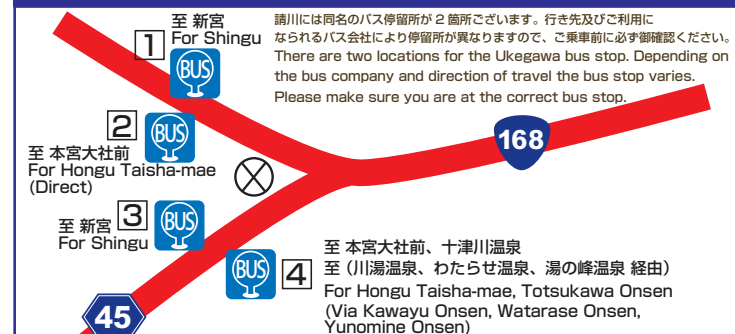 請川には同名のバス停留所が2箇所ございます。行き先及びご利用に
なられるバス会社により停留所が異なりますので、ご乗車前に必ず御確認ください。
There are two locations for the Ukegawa bus stop. Depending on
the bus company and direction of travel the bus stop varies.
Please make sure you are at the correct bus stop.
至 新宮
For Shingu
1
BUS
2
BUS
至 本宮大社前
For Hongu Taisha-mae
(Direct)
168
至 新宮
For Shingu
3
BUS
BUS
4
至 本宮大社前、十津川温泉
至（川湯温泉、わたらせ温泉、湯の峰温泉 経由）
For Hongu Taisha-mae, Totsukawa Onsen
(Via Kawayu Onsen, Watarase Onsen,
Yunomine Onsen)
45